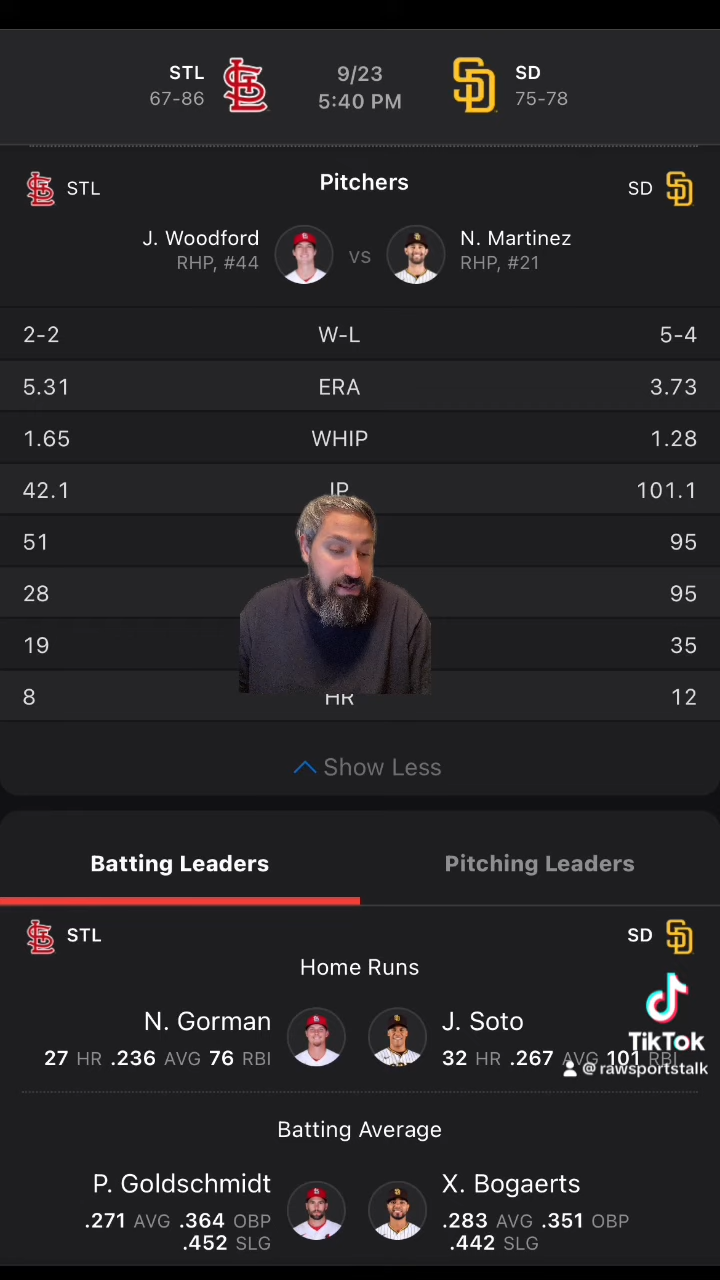 STL
67-86
9/23
5:40 PM
SD
75-78
STL
Pitchers
SD
J. Woodford
RHP, #44
vs
N. Martinez
RHP, #21
2-2 W-L 5-4
5.31 ERA 3.73
1.65 WHIP 1.28
42.1 IP 101.1
51 95
28 95
19 35
8 HR 12
Show Less
Batting Leaders
Pitching Leaders
STL
SD
Home Runs
N. Gorman
27 HR .236 AVG 76 RBI
J. Soto
32 HR .267 AVG 101 RBI
TikTok
@rawsportstalk
Batting Average
P. Goldschmidt
.271 AVG .364 OBP
.452 SLG
X. Bogaerts
.283 AVG .351 OBP
.442 SLG